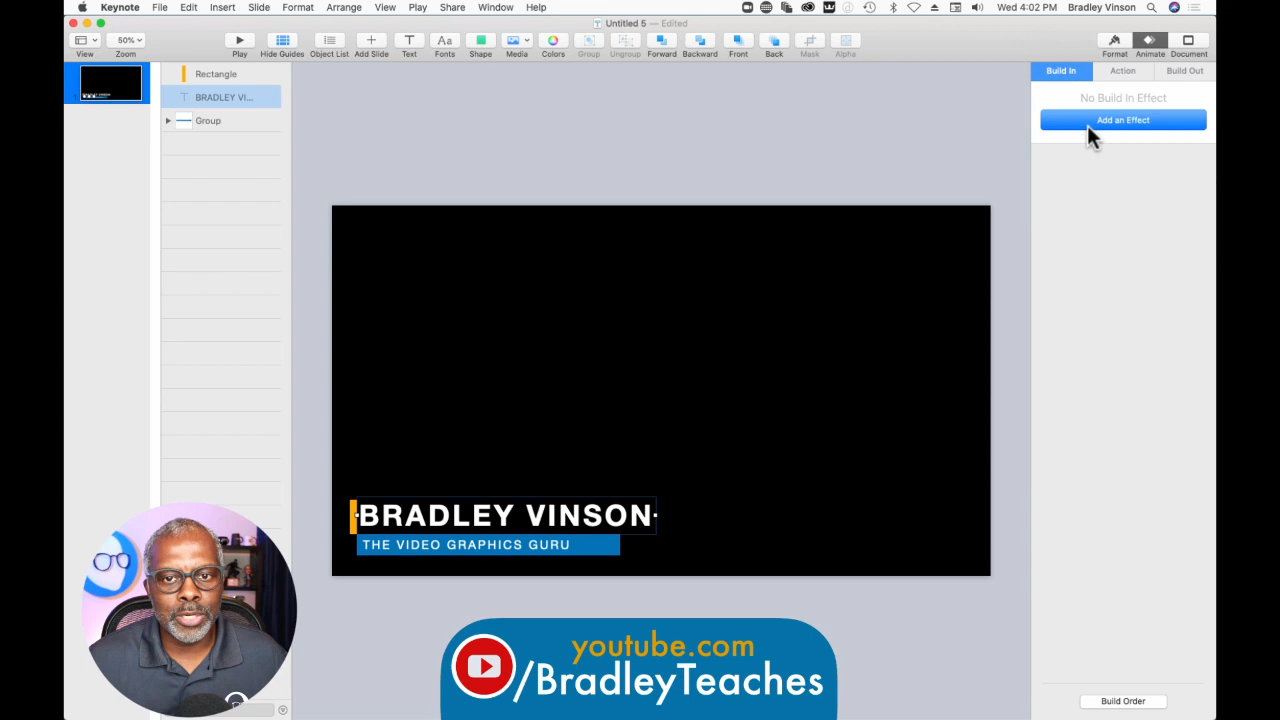 Keynote File Edit Insert Slide Format Arrange View Play Share Window Help Wed 4:02 PM Bradley Vinson
Untitled 5 — Edited
50%
View Zoom Play Hide Guides Object List Add Slide Text Fonts Shape Media Colors Group Ungroup Forward Backward Front Back Mask Alpha Format Animate Document
Rectangle
BRADLEY VI...
Group
Build In Action Build Out
No Build In Effect
Add an Effect
BRADLEY VINSON
THE VIDEO GRAPHICS GURU
youtube.com
/BradleyTeaches
Build Order